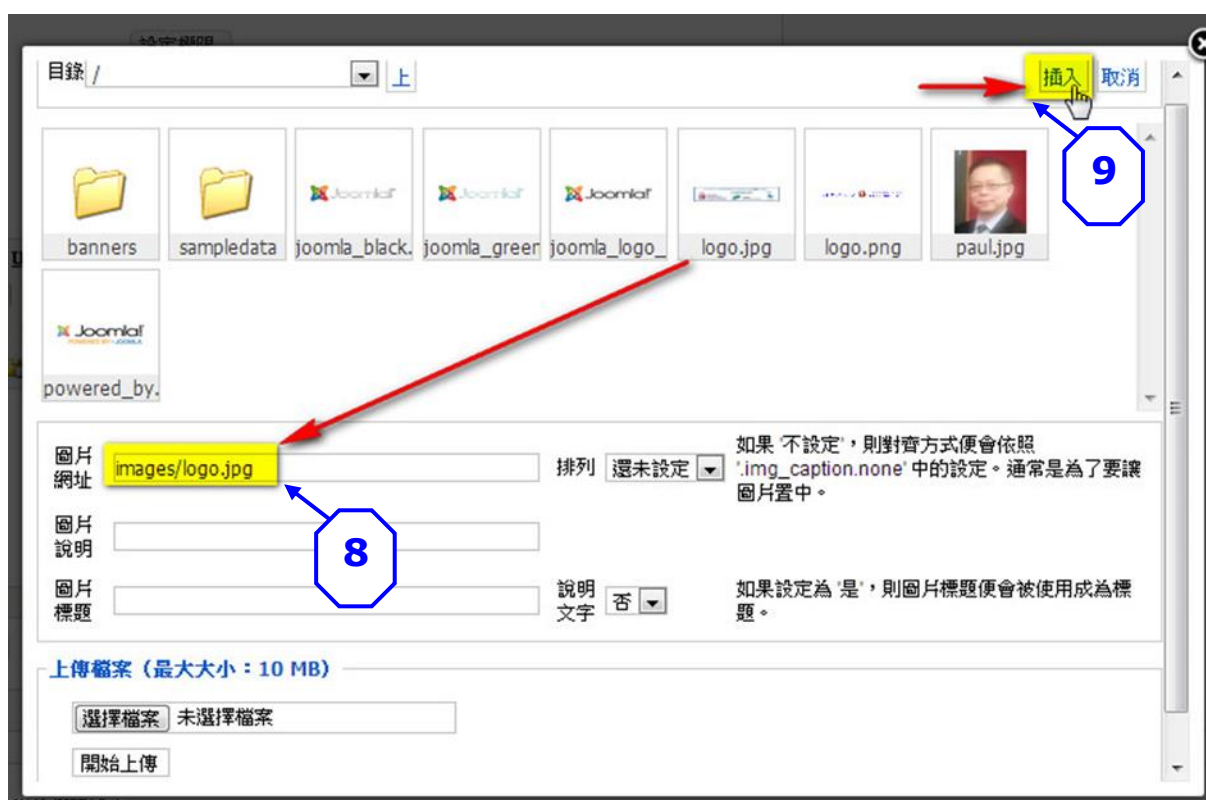 目錄 / 上 插入 取消
9
banners sampledata joomla_black. joomla_green joomla_logo_ logo.jpg logo.png paul.jpg
Joomla!
powered_by.
圖片網址 images/logo.jpg 排列 還未設定 如果 '不設定'，則對齊方式便會依照
'.img_caption.none' 中的設定。通常是為了要讓
圖片置中。
8
圖片說明
圖片標題 說明文字 否 如果設定為 '是'，則圖片標題便會被使用成為標
題。
上傳檔案（最大大小：10 MB）
選擇檔案 未選擇檔案
開始上傳